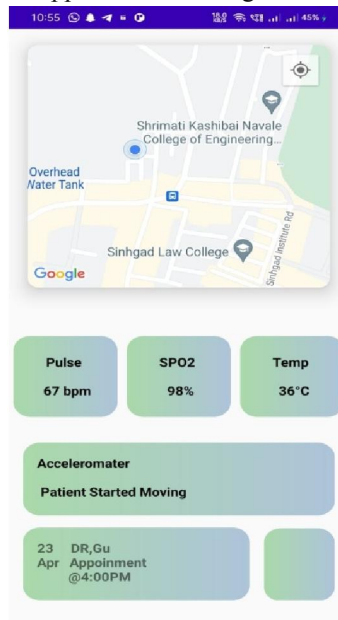 10:55 45%
Shrimati Kashibai Navale
College of Engineering...
Overhead
Water Tank
Sinhgad Law College
Sinhgad Institute Rd
Google
Pulse SPO2 Temp
67 bpm 98% 36°C
Acceleromater
Patient Started Moving
23 DR,Gu
Apr Appoinment
@4:00PM